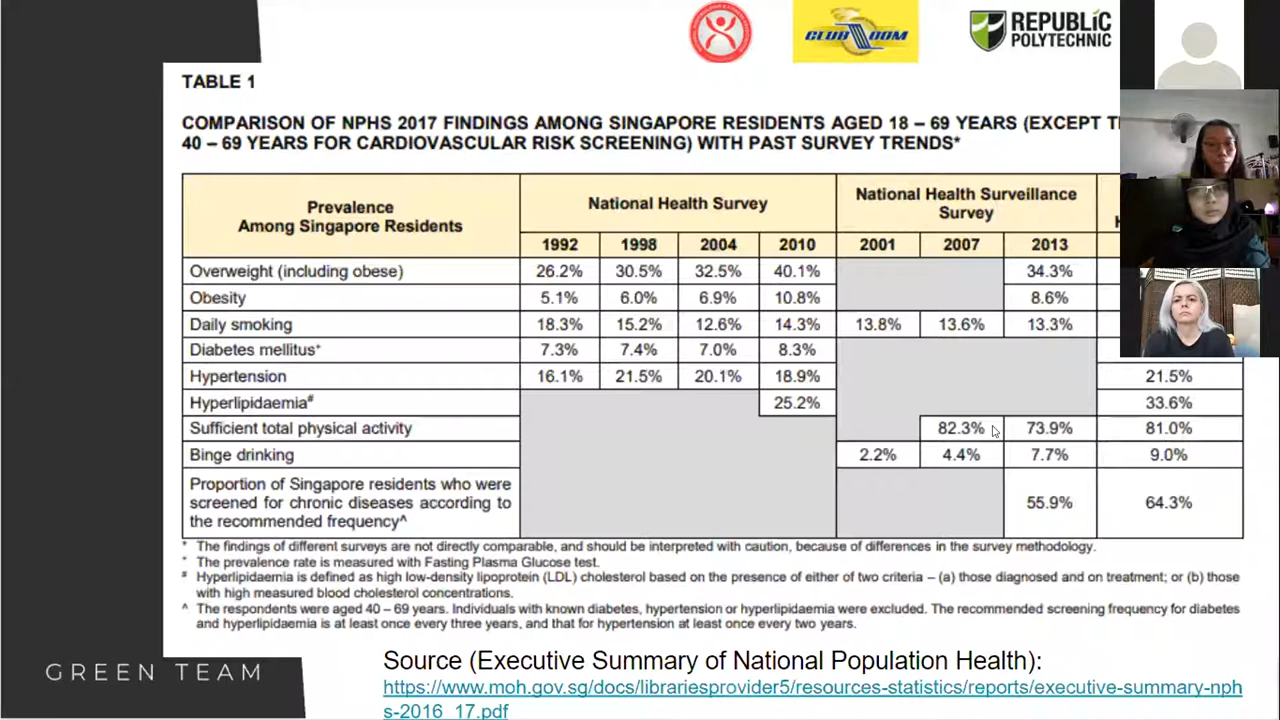 CLUB ZOOM
REPUBLIC
POLYTECHNIC
TABLE 1
COMPARISON OF NPHS 2017 FINDINGS AMONG SINGAPORE RESIDENTS AGED 18 – 69 YEARS (EXCEPT
40 – 69 YEARS FOR CARDIOVASCULAR RISK SCREENING) WITH PAST SURVEY TRENDS*
Prevalence
Among Singapore Residents
National Health Survey
National Health Surveillance
Survey
1992 1998 2004 2010 2001 2007 2013
Overweight (including obese) 26.2% 30.5% 32.5% 40.1% 34.3%
Obesity 5.1% 6.0% 6.9% 10.8% 8.6%
Daily smoking 18.3% 15.2% 12.6% 14.3% 13.8% 13.6% 13.3%
Diabetes mellitus+ 7.3% 7.4% 7.0% 8.3%
Hypertension 16.1% 21.5% 20.1% 18.9% 21.5%
Hyperlipidaemia# 25.2% 33.6%
Sufficient total physical activity 82.3% 73.9% 81.0%
Binge drinking 2.2% 4.4% 7.7% 9.0%
Proportion of Singapore residents who were
screened for chronic diseases according to
the recommended frequency^ 55.9% 64.3%
* The findings of different surveys are not directly comparable, and should be interpreted with caution, because of differences in the survey methodology.
+ The prevalence rate is measured with Fasting Plasma Glucose test.
# Hyperlipidaemia is defined as high low-density lipoprotein (LDL) cholesterol based on the presence of either of two criteria – (a) those diagnosed and on treatment; or (b) those
with high measured blood cholesterol concentrations.
^ The respondents were aged 40 – 69 years. Individuals with known diabetes, hypertension or hyperlipidaemia were excluded. The recommended screening frequency for diabetes
and hyperlipidaemia is at least once every three years, and that for hypertension at least once every two years.
GREEN TEAM
Source (Executive Summary of National Population Health):
https://www.moh.gov.sg/docs/librariesprovider5/resources-statistics/reports/executive-summary-nph
s-2016_17.pdf